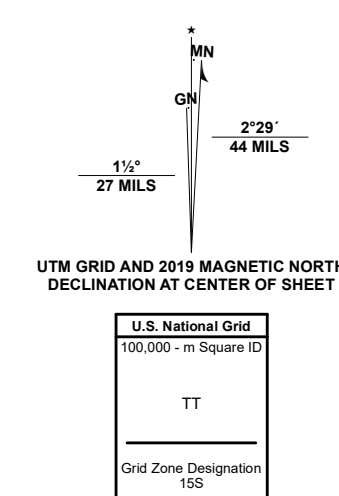 ★
MN
GN
2°29´
44 MILS
1½°
27 MILS
UTM GRID AND 2019 MAGNETIC NORTH
DECLINATION AT CENTER OF SHEET
U.S. National Grid
100,000 - m Square ID
TT
Grid Zone Designation
15S